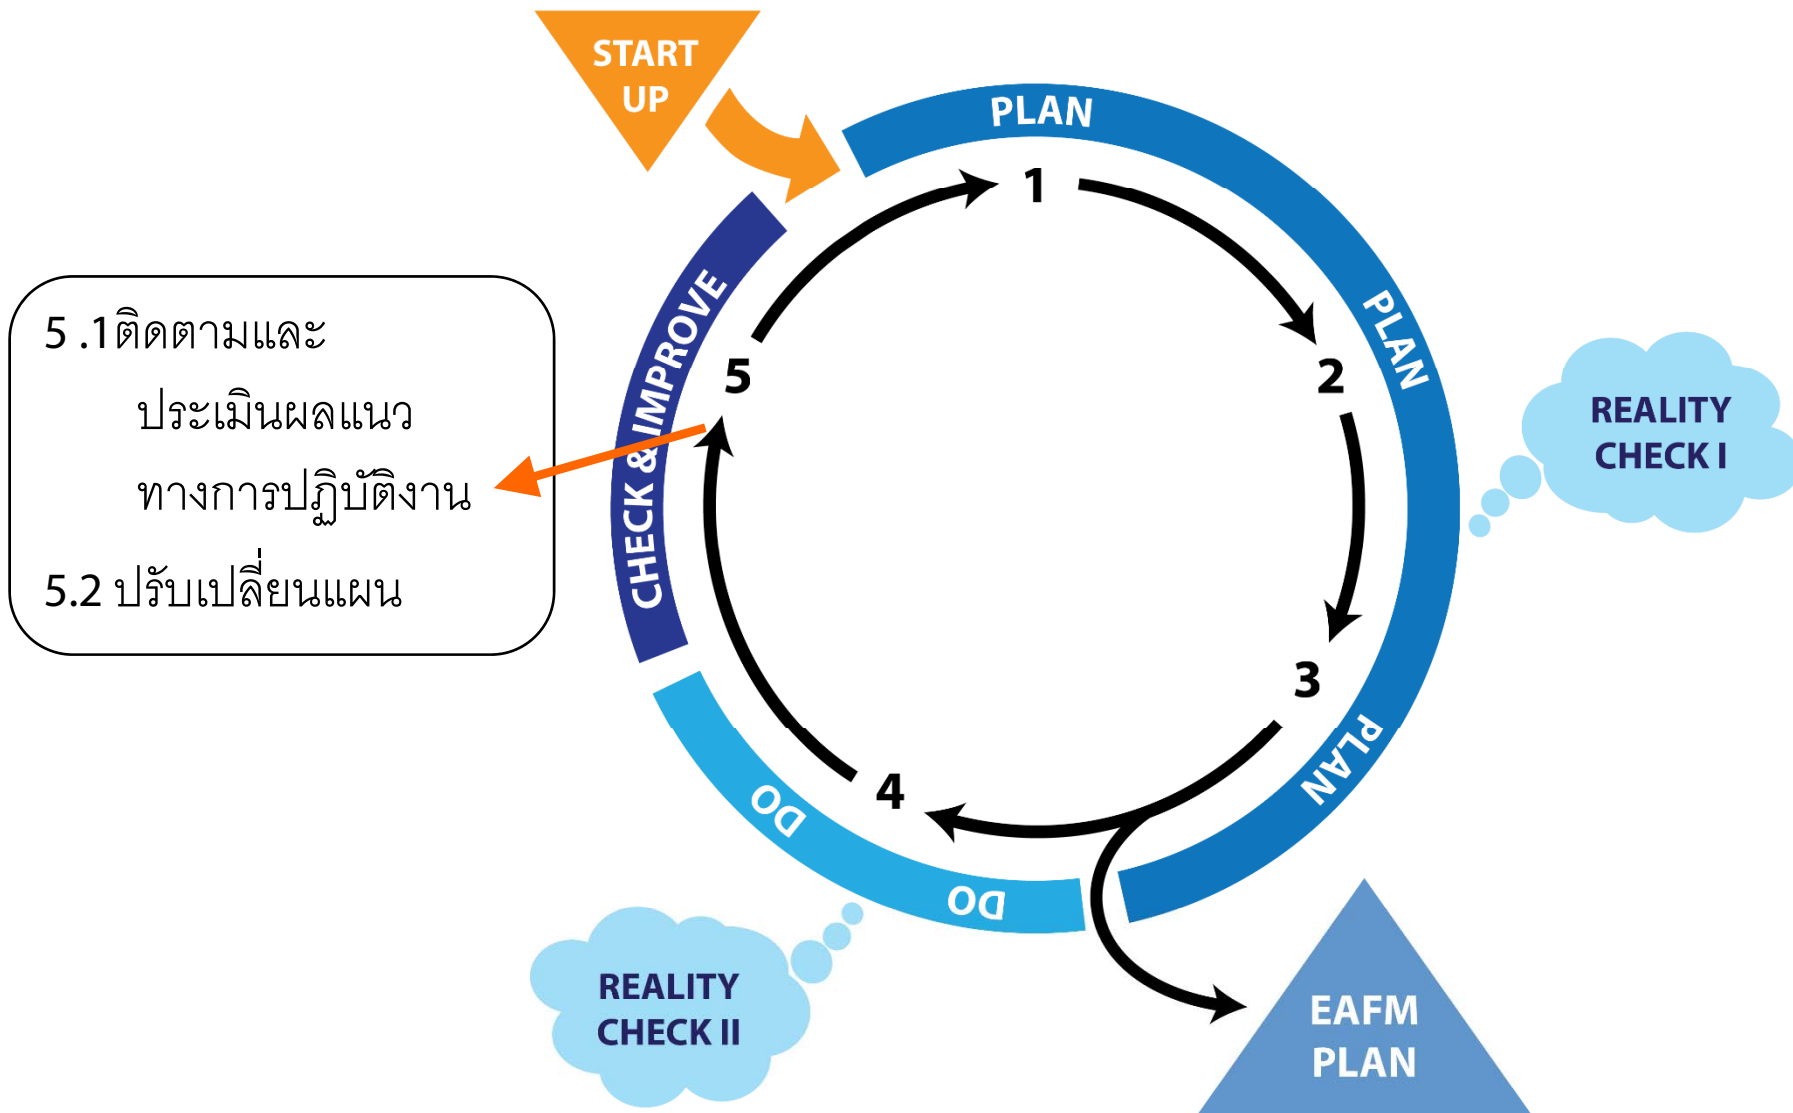 START
UP
PLAN
1
PLAN
2
REALITY
CHECK I
3
PLAN
4
DO
DO
REALITY
CHECK II
EAFM
PLAN
5
CHECK & IMPROVE
5 .1ติดตามและ
ประเมินผลแนว
ทางการปฏิบัติงาน
5.2 ปรับเปลี่ยนแผน